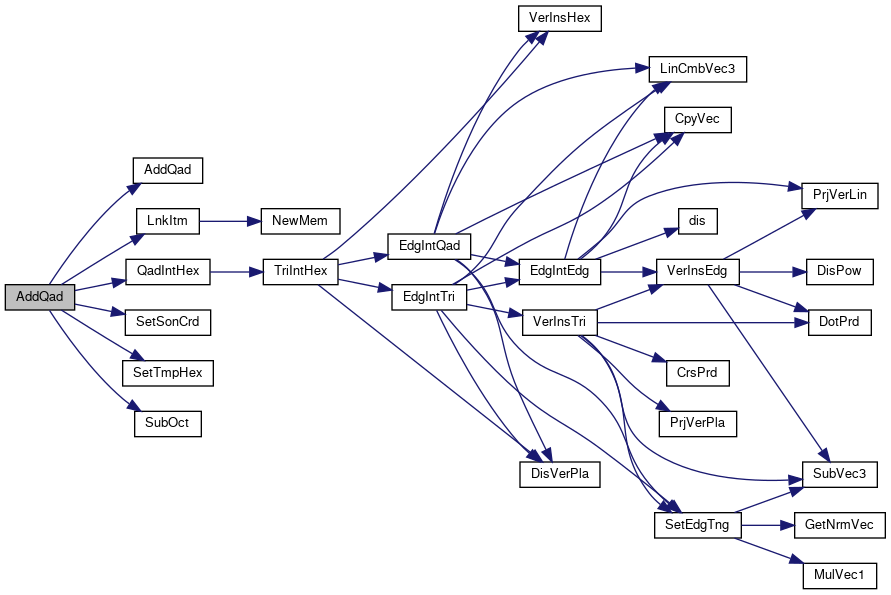 VerInsHex
LinCmbVec3
CpyVec
AddQad
PrjVerLin
LnkItm
NewMem
dis
EdgIntQad
QadIntHex
TriIntHex
EdgIntEdg
VerInsEdg
DisPow
AddQad
EdgIntTri
SetSonCrd
VerInsTri
DotPrd
SetTmpHex
CrsPrd
SubOct
PrjVerPla
DisVerPla
SubVec3
SetEdgTng
GetNrmVec
MulVec1